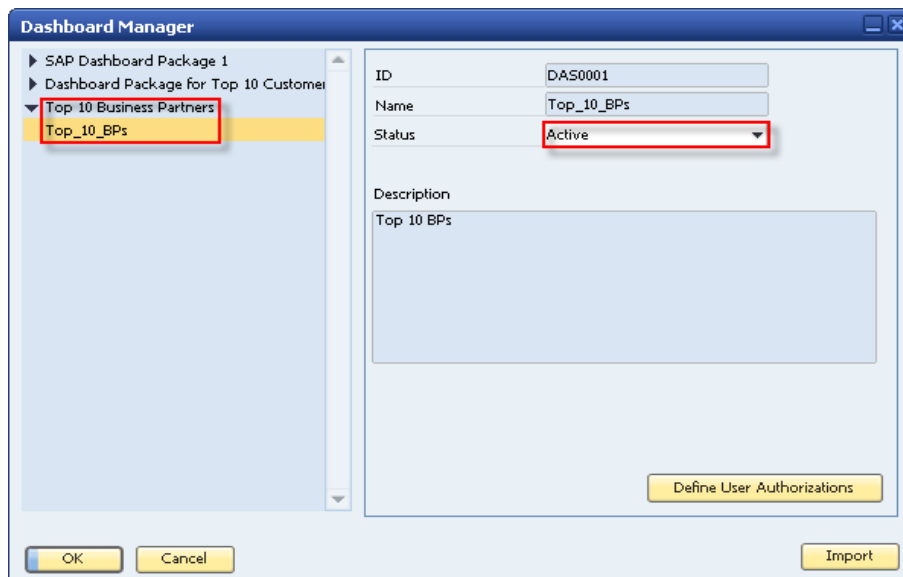 Dashboard Manager
SAP Dashboard Package 1
Dashboard Package for Top 10 Customer
Top 10 Business Partners
Top_10_BPs
ID DAS0001
Name Top_10_BPs
Status Active
Description
Top 10 BPs
Define User Authorizations
OK Cancel Import